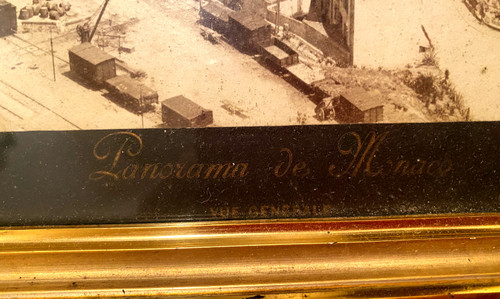 Panorama de Monaco
VUE GENERALE